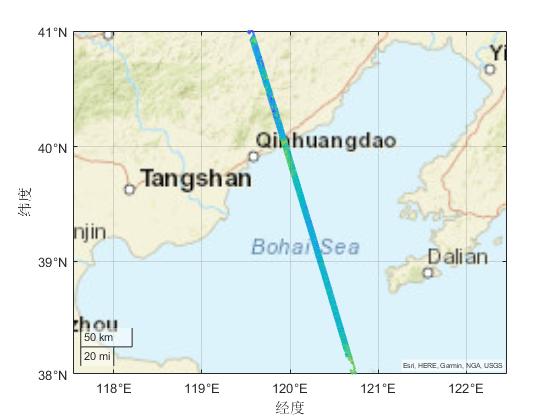 41°N
Yi
Qinhuangdao
40°N
Tangshan
纬度
njin
Bohai Sea
39°N
Dalian
zhou
50 km
20 mi
Esri, HERE, Garmin, NGA, USGS
38°N
118°E 119°E 120°E 121°E 122°E
经度